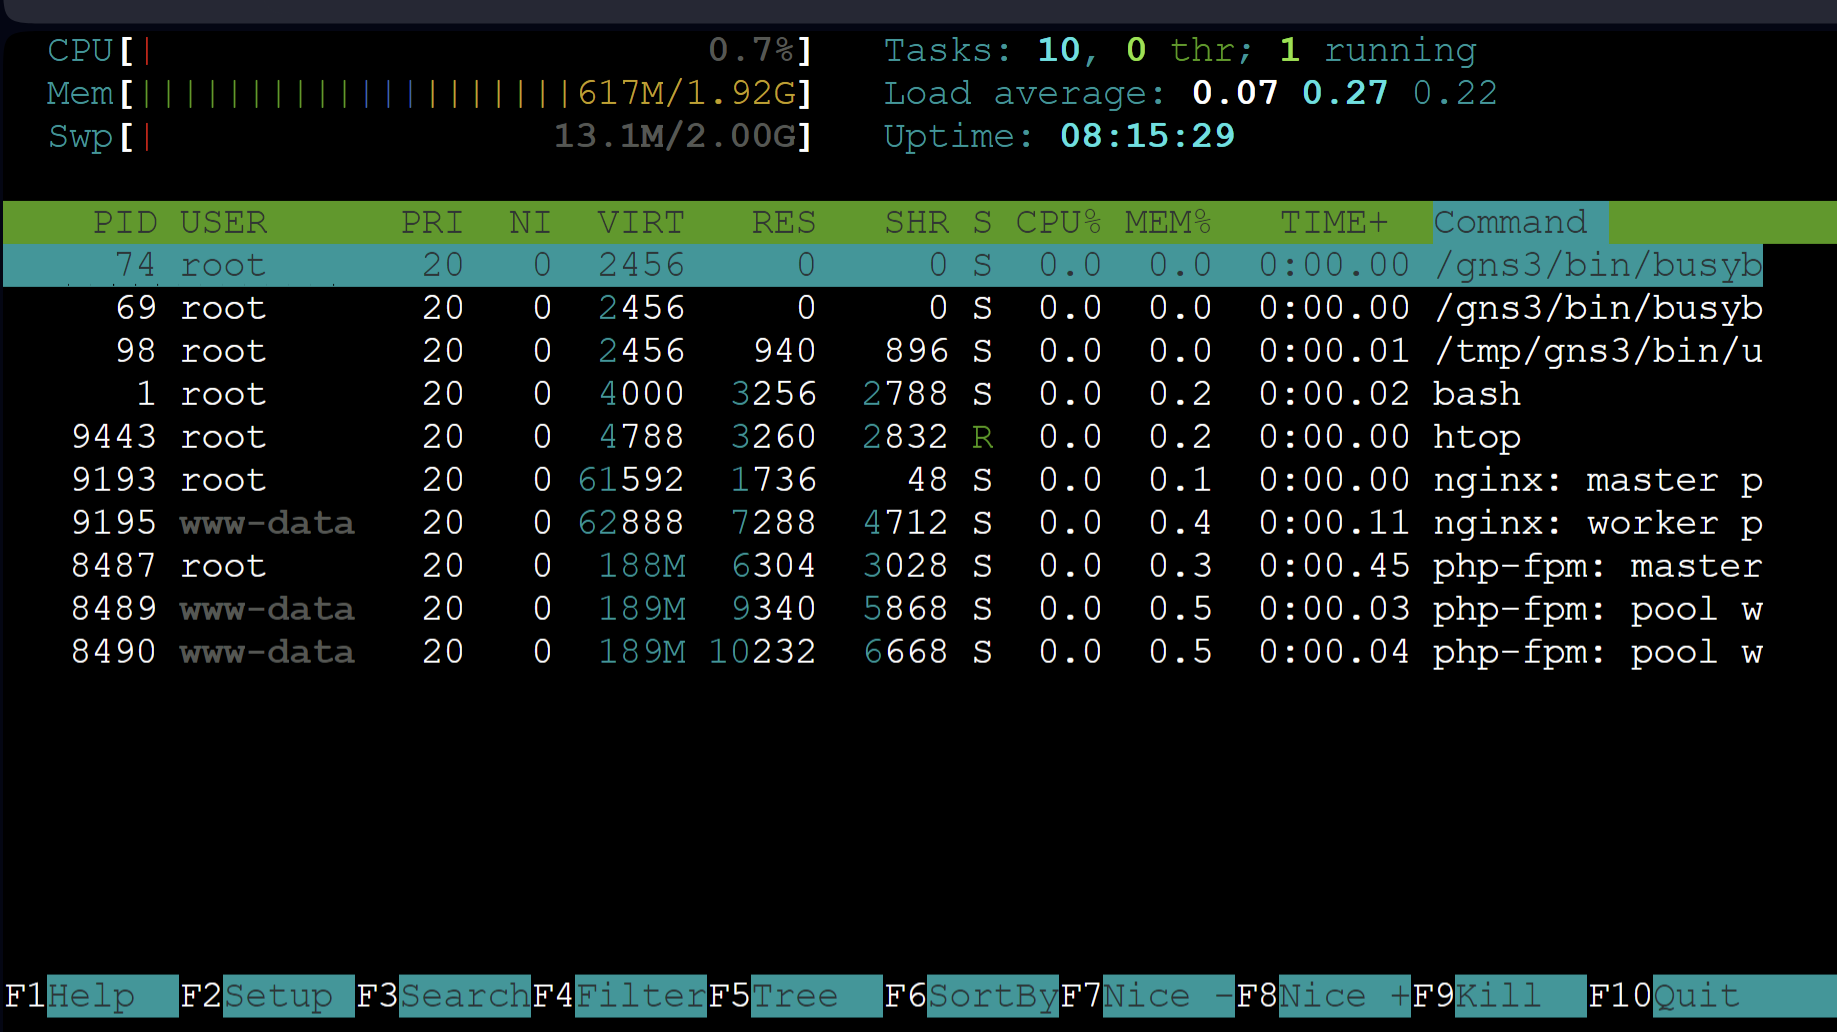 CPU[| 0.7%] Tasks: 10, 0 thr; 1 running
Mem[||||||||||||||||||||617M/1.92G] Load average: 0.07 0.27 0.22
Swp[| 13.1M/2.00G] Uptime: 08:15:29
PID USER PRI NI VIRT RES SHR S CPU% MEM% TIME+ Command
74 root 20 0 2456 0 0 S 0.0 0.0 0:00.00 /gns3/bin/busyb
69 root 20 0 2456 0 0 S 0.0 0.0 0:00.00 /gns3/bin/busyb
98 root 20 0 2456 940 896 S 0.0 0.0 0:00.01 /tmp/gns3/bin/u
1 root 20 0 4000 3256 2788 S 0.0 0.2 0:00.02 bash
9443 root 20 0 4788 3260 2832 R 0.0 0.2 0:00.00 htop
9193 root 20 0 61592 1736 48 S 0.0 0.1 0:00.00 nginx: master p
9195 www-data 20 0 62888 7288 4712 S 0.0 0.4 0:00.11 nginx: worker p
8487 root 20 0 188M 6304 3028 S 0.0 0.3 0:00.45 php-fpm: master
8489 www-data 20 0 189M 9340 5868 S 0.0 0.5 0:00.03 php-fpm: pool w
8490 www-data 20 0 189M 10232 6668 S 0.0 0.5 0:00.04 php-fpm: pool w
F1Help F2Setup F3SearchF4FilterF5Tree F6SortByF7Nice -F8Nice +F9Kill F10Quit